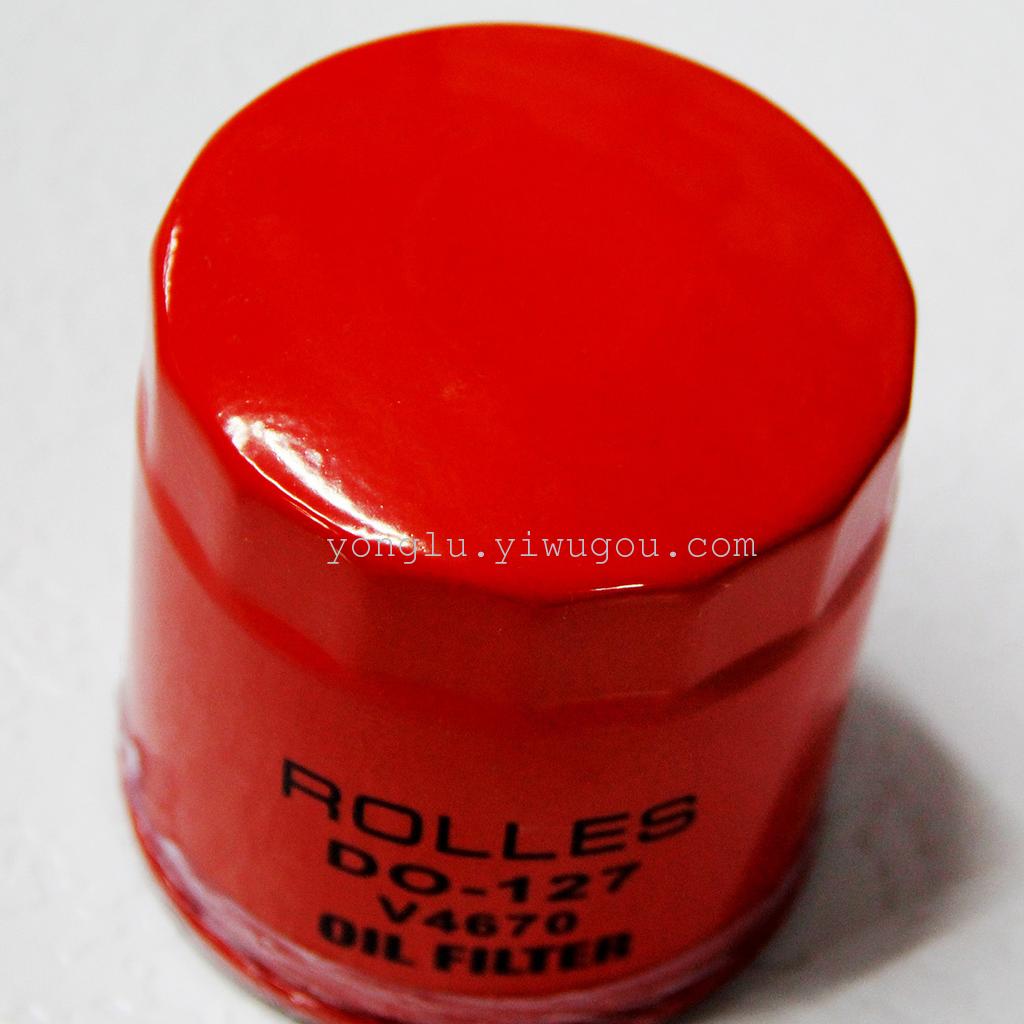 yonglu.yiwugou.com
ROLLES
DO-127
V4670
OIL FILTER